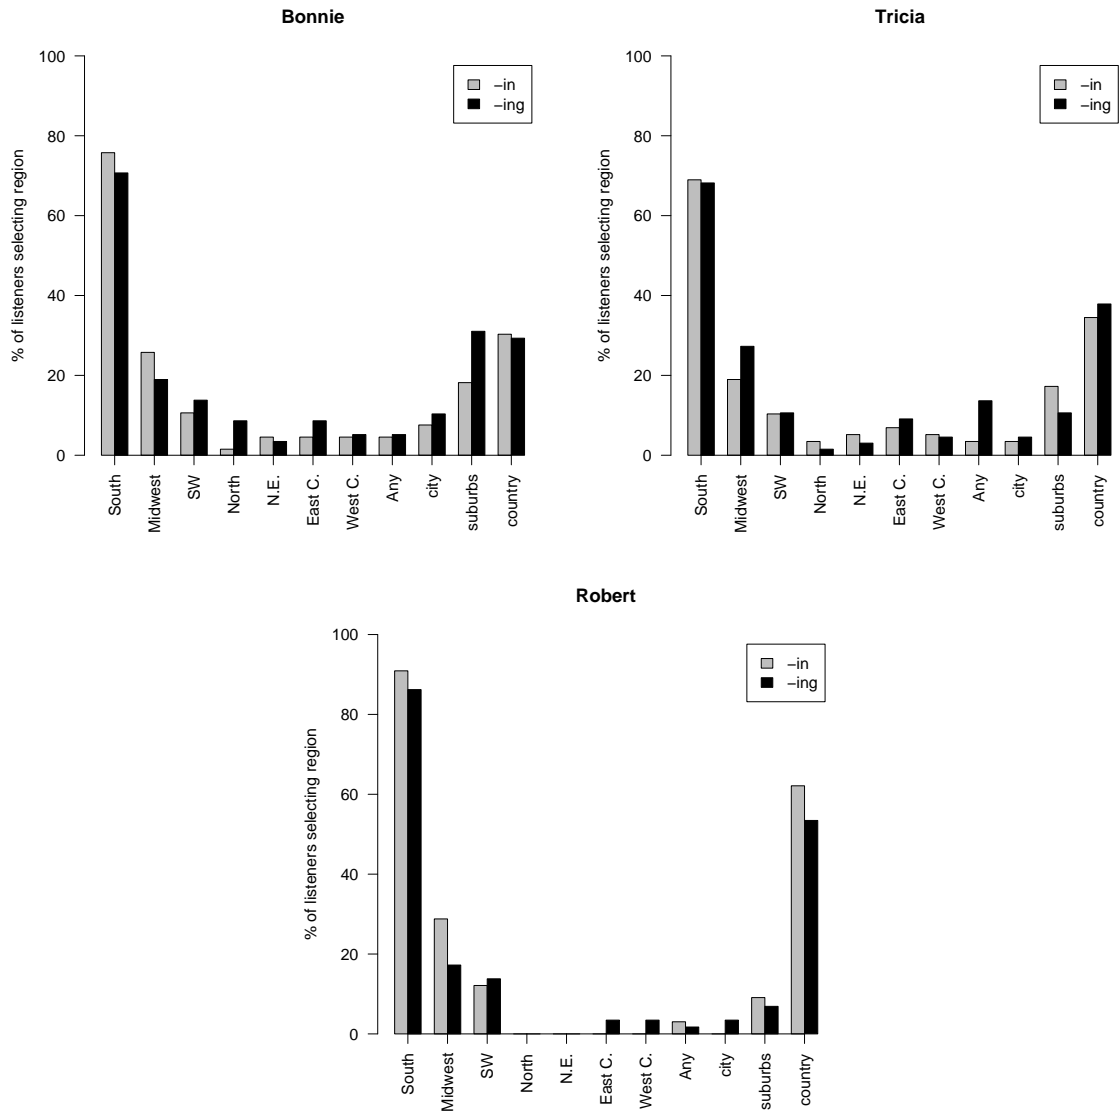 Bonnie
% of listeners selecting region
100
80
60
40
20
0
−in
−ing
South
Midwest
SW
North
N.E.
East C.
West C.
Any
city
suburbs
country
Tricia
% of listeners selecting region
100
80
60
40
20
0
−in
−ing
South
Midwest
SW
North
N.E.
East C.
West C.
Any
city
suburbs
country
Robert
% of listeners selecting region
100
80
60
40
20
0
−in
−ing
South
Midwest
SW
North
N.E.
East C.
West C.
Any
city
suburbs
country